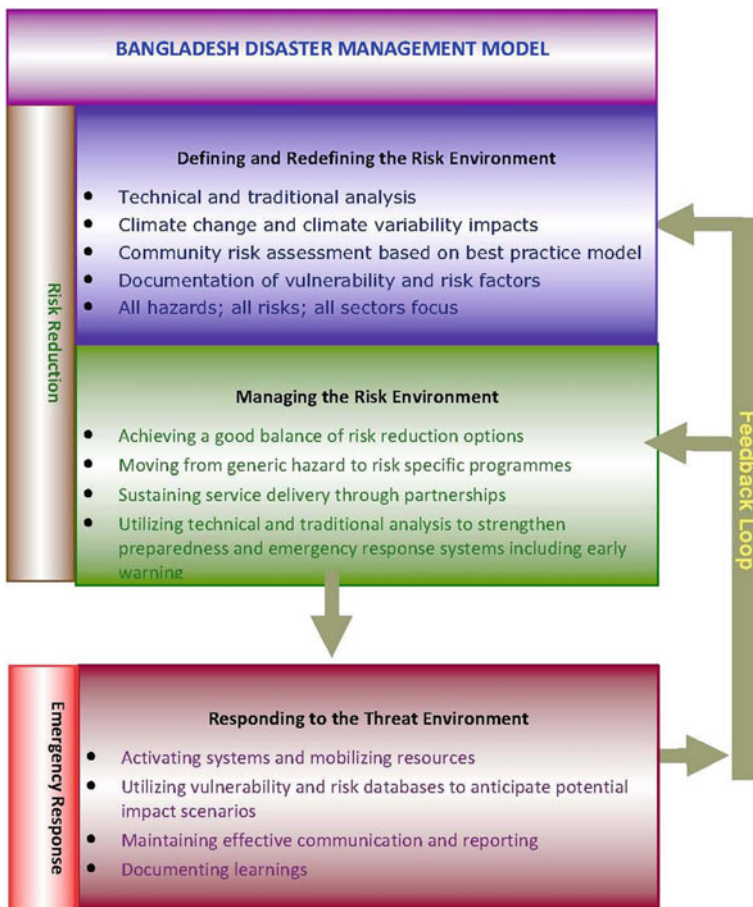 BANGLADESH DISASTER MANAGEMENT MODEL
Risk Reduction
Defining and Redefining the Risk Environment
• Technical and traditional analysis
• Climate change and climate variability impacts
• Community risk assessment based on best practice model
• Documentation of vulnerability and risk factors
• All hazards; all risks; all sectors focus
Managing the Risk Environment
• Achieving a good balance of risk reduction options
• Moving from generic hazard to risk specific programmes
• Sustaining service delivery through partnerships
• Utilizing technical and traditional analysis to strengthen
preparedness and emergency response systems including early
warning
Feedback Loop
Emergency Response
Responding to the Threat Environment
• Activating systems and mobilizing resources
• Utilizing vulnerability and risk databases to anticipate potential
impact scenarios
• Maintaining effective communication and reporting
• Documenting learnings